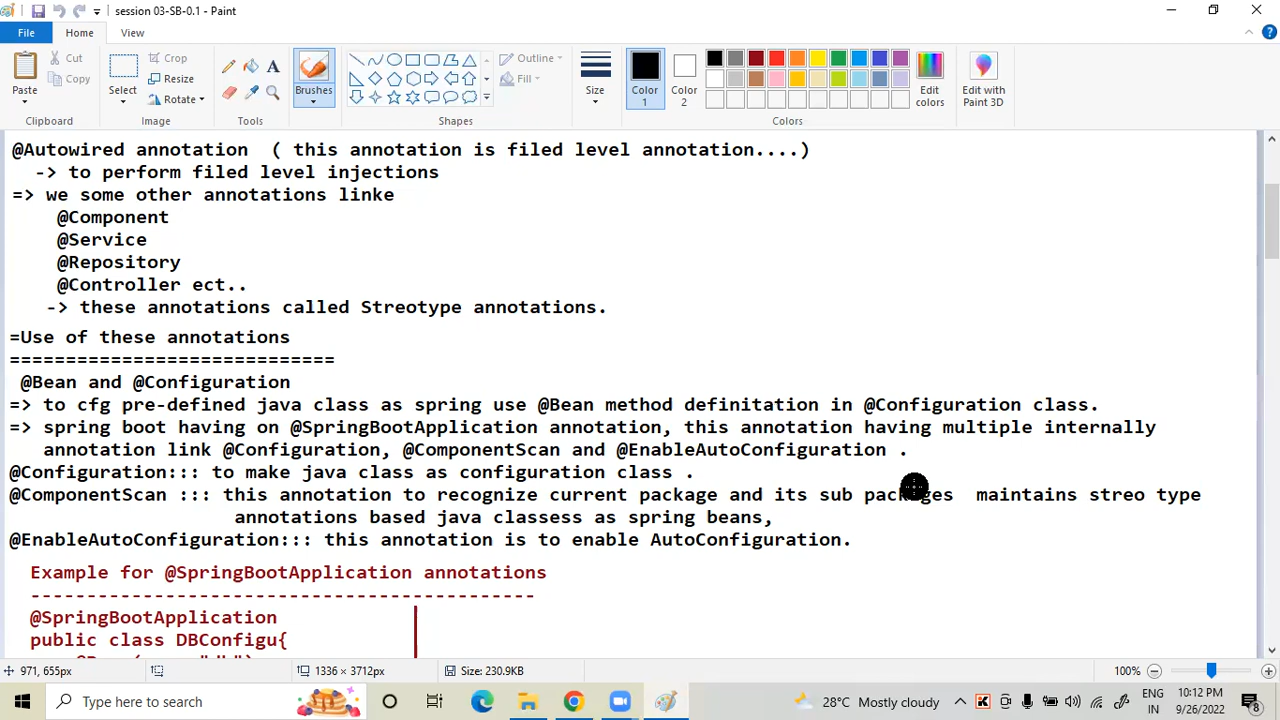 session 03-SB-0.1 - Paint
File Home View
Paste
Cut
Copy
Clipboard
Select
Crop
Resize
Rotate
Image
Tools
Brushes
Shapes
Outline
Fill
Size
Color 1
Color 2
Colors
Edit colors
Edit with Paint 3D
@Autowired annotation ( this annotation is filed level annotation....)
-> to perform filed level injections
=> we some other annotations linke
@Component
@Service
@Repository
@Controller ect..
-> these annotations called Streotype annotations.
=Use of these annotations
=============================
@Bean and @Configuration
=> to cfg pre-defined java class as spring use @Bean method definitation in @Configuration class.
=> spring boot having on @SpringBootApplication annotation, this annotation having multiple internally
annotation link @Configuration, @ComponentScan and @EnableAutoConfiguration .
@Configuration::: to make java class as configuration class .
@ComponentScan ::: this annotation to recognize current package and its sub packages maintains streo type
annotations based java classess as spring beans,
@EnableAutoConfiguration::: this annotation is to enable AutoConfiguration.
Example for @SpringBootApplication annotations
---------------------------------------------
@SpringBootApplication
public class DBConfigu{
971, 655px
1336 × 3712px
Size: 230.9KB
100%
Type here to search
28°C Mostly cloudy
ENG
IN
10:12 PM
9/26/2022
8